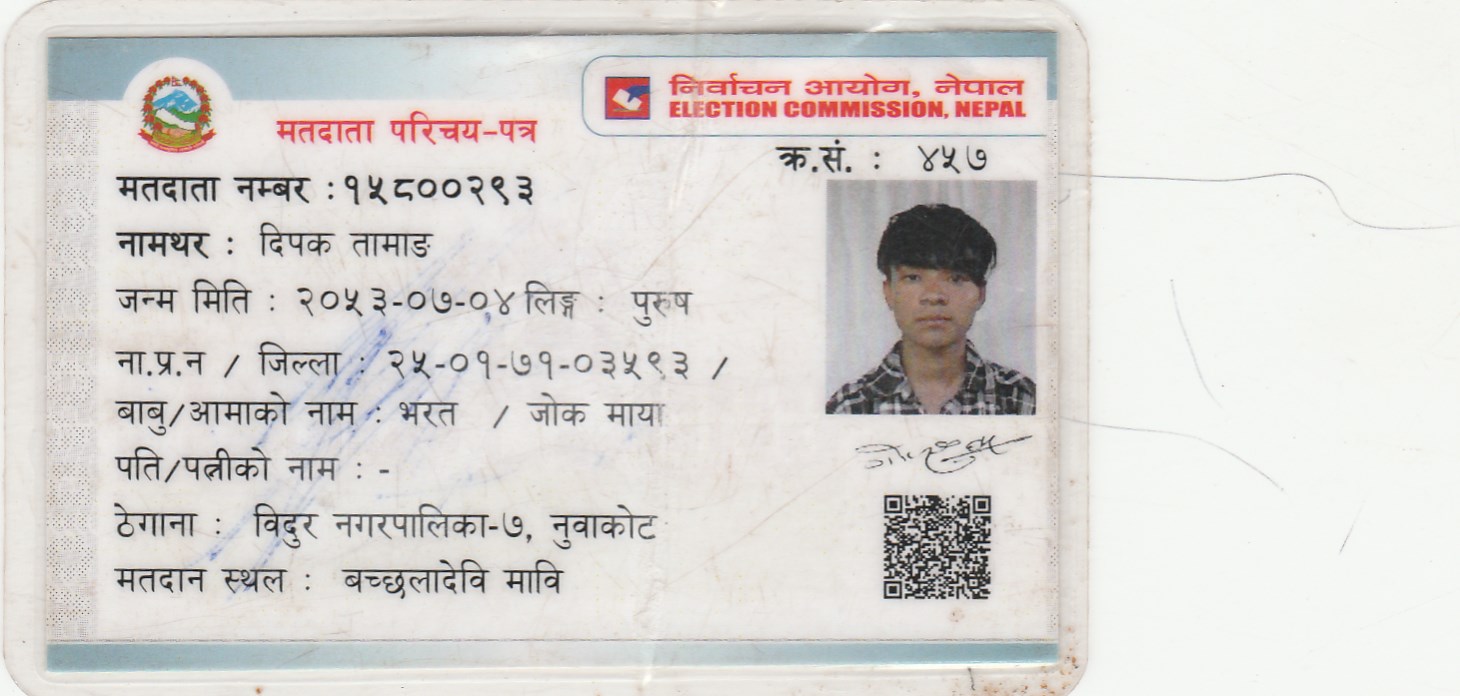 निर्वाचन आयोग, नेपाल
ELECTION COMMISSION, NEPAL
मतदाता परिचय-पत्र
क्र.सं. : ४५७
मतदाता नम्बर : १५८००२९३
नामथर : दिपक तामाङ
जन्म मिति : २०५३-०७-०४ लिङ्ग : पुरुष
ना.प्र.न / जिल्ला : २५-०१-७१-०३५९३ /
बाबु/आमाको नाम : भरत / जोक माया
पति/पत्नीको नाम : -
ठेगाना : विदुर नगरपालिका-७, नुवाकोट
मतदान स्थल : बच्छलादेवि मावि